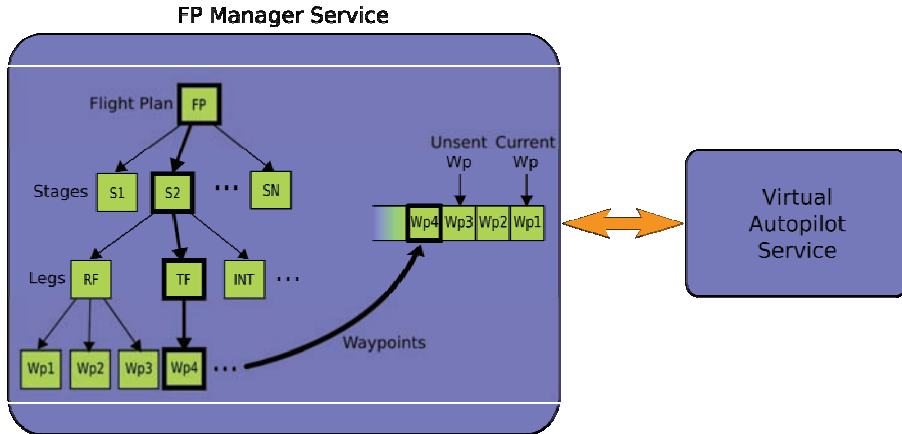 FP Manager Service
Flight Plan FP
Unsent Current
Wp Wp
Stages S1 S2 ... SN
Wp4 Wp3 Wp2 Wp1
Virtual
Autopilot
Service
Legs RF TF INT ...
Waypoints
Wp1 Wp2 Wp3 Wp4 ...